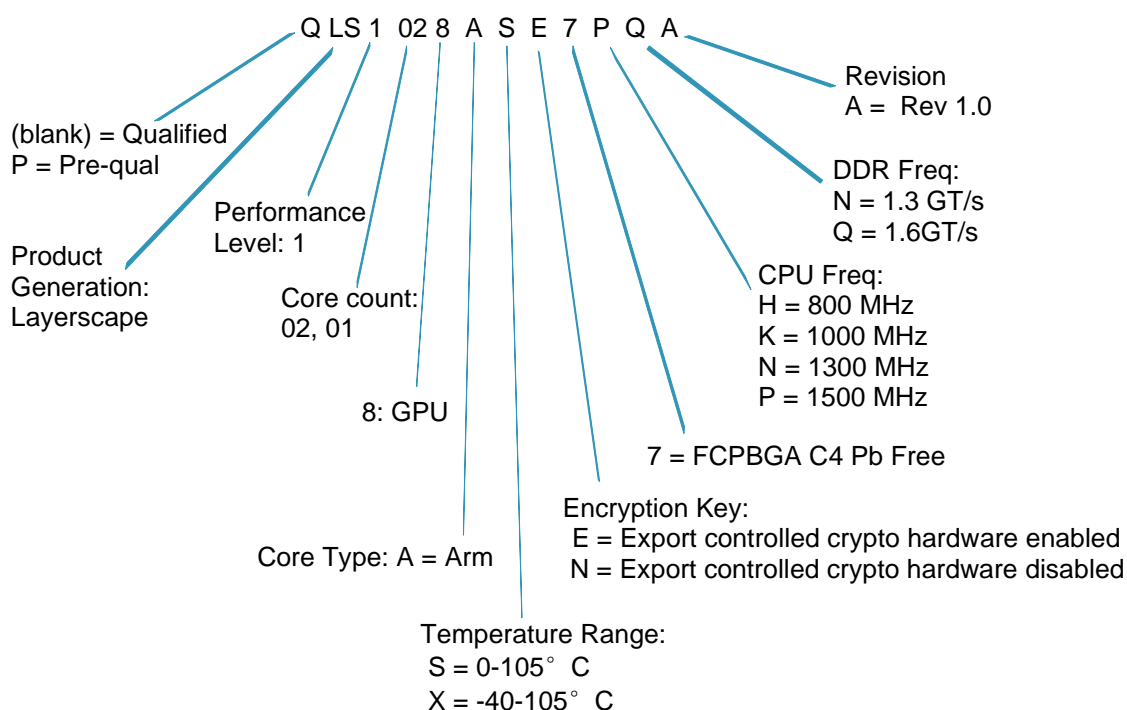 Q LS 1 02 8 A S E 7 P Q A
Revision
A = Rev 1.0
(blank) = Qualified
P = Pre-qual
DDR Freq:
N = 1.3 GT/s
Q = 1.6GT/s
Performance
Level: 1
Product
Generation:
Layerscape
CPU Freq:
H = 800 MHz
K = 1000 MHz
N = 1300 MHz
P = 1500 MHz
Core count:
02, 01
8: GPU
7 = FCPBGA C4 Pb Free
Encryption Key:
E = Export controlled crypto hardware enabled
N = Export controlled crypto hardware disabled
Core Type: A = Arm
Temperature Range:
S = 0-105° C
X = -40-105° C